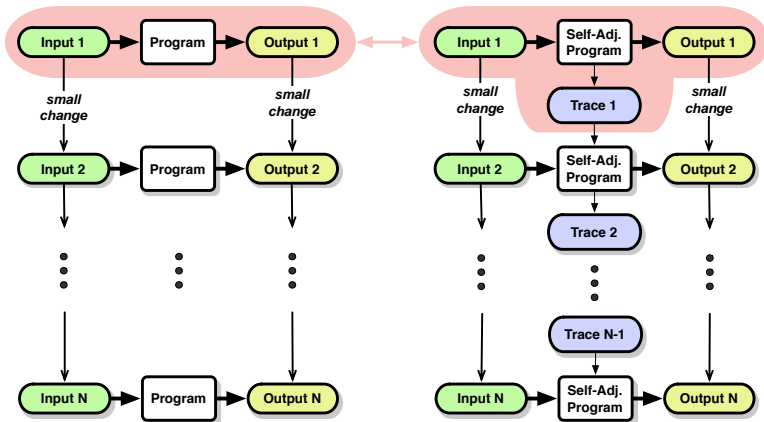 Input 1
Program
Output 1
small
change
small
change
Input 2
Program
Output 2
Input N
Program
Output N
Input 1
Self-Adj.
Program
Output 1
small
change
Trace 1
small
change
Input 2
Self-Adj.
Program
Output 2
Trace 2
Trace N-1
Input N
Self-Adj.
Program
Output N